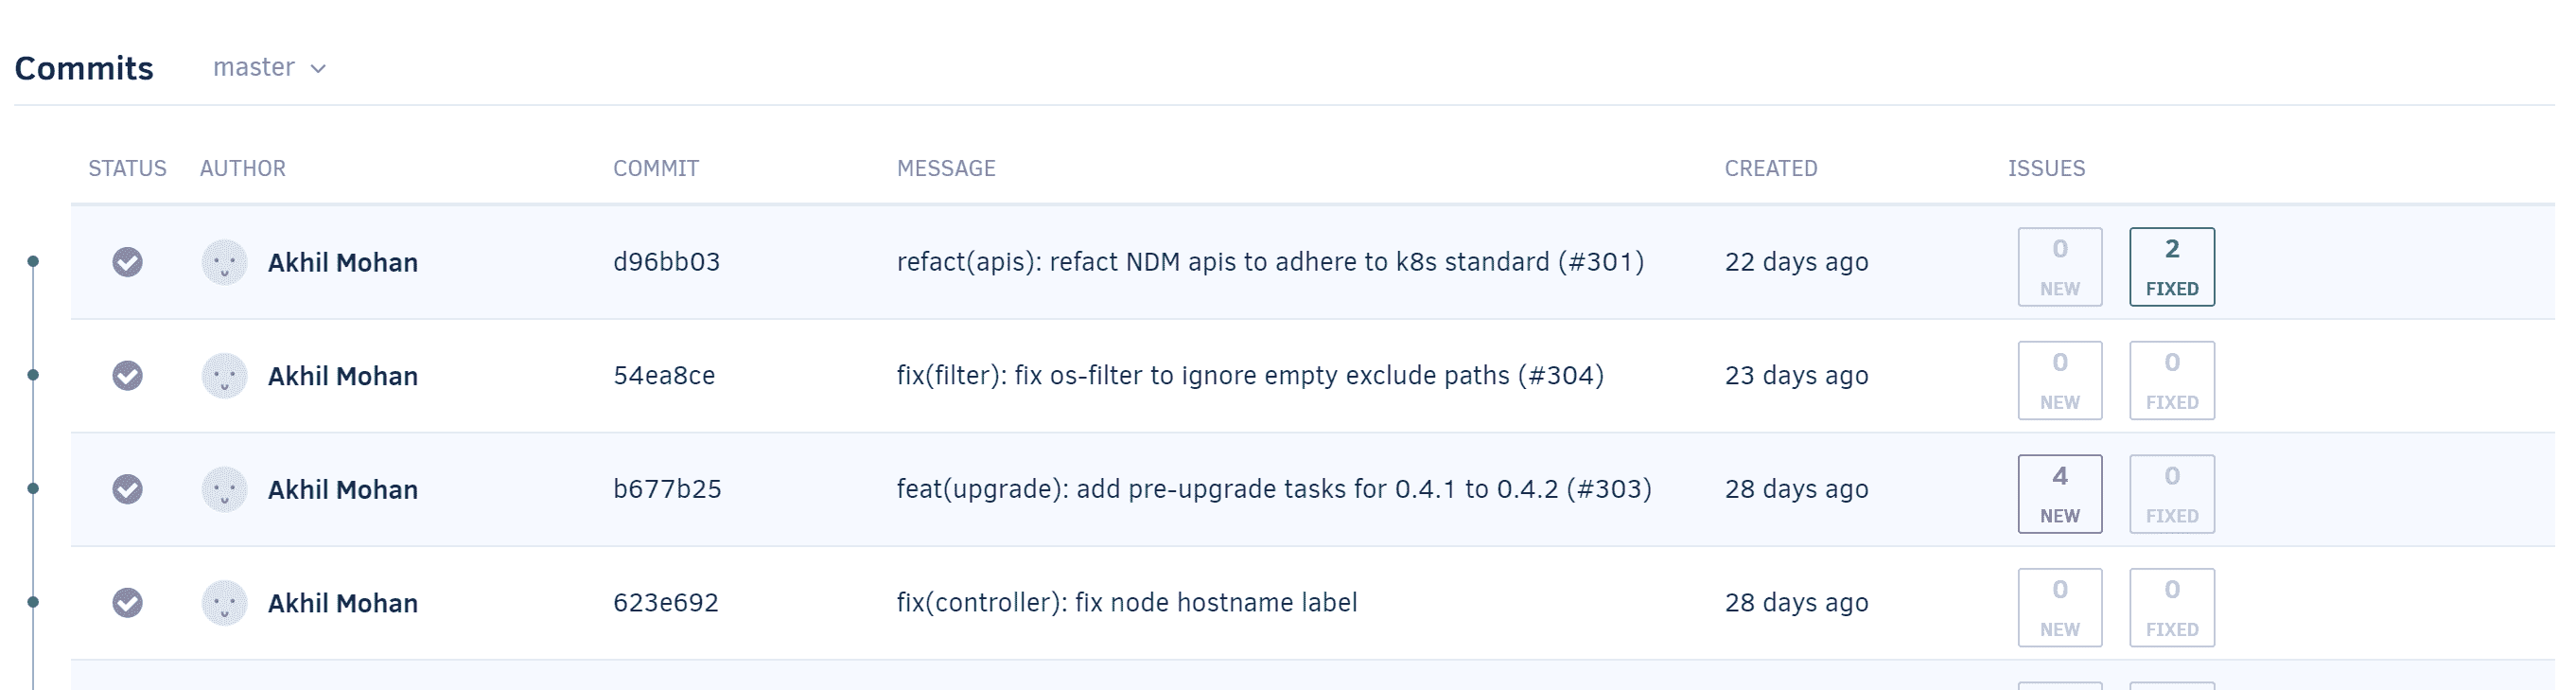 Commits master
STATUS AUTHOR COMMIT MESSAGE CREATED ISSUES
Akhil Mohan d96bb03 refact(apis): refact NDM apis to adhere to k8s standard (#301) 22 days ago 0 NEW 2 FIXED
Akhil Mohan 54ea8ce fix(filter): fix os-filter to ignore empty exclude paths (#304) 23 days ago 0 NEW 0 FIXED
Akhil Mohan b677b25 feat(upgrade): add pre-upgrade tasks for 0.4.1 to 0.4.2 (#303) 28 days ago 4 NEW 0 FIXED
Akhil Mohan 623e692 fix(controller): fix node hostname label 28 days ago 0 NEW 0 FIXED